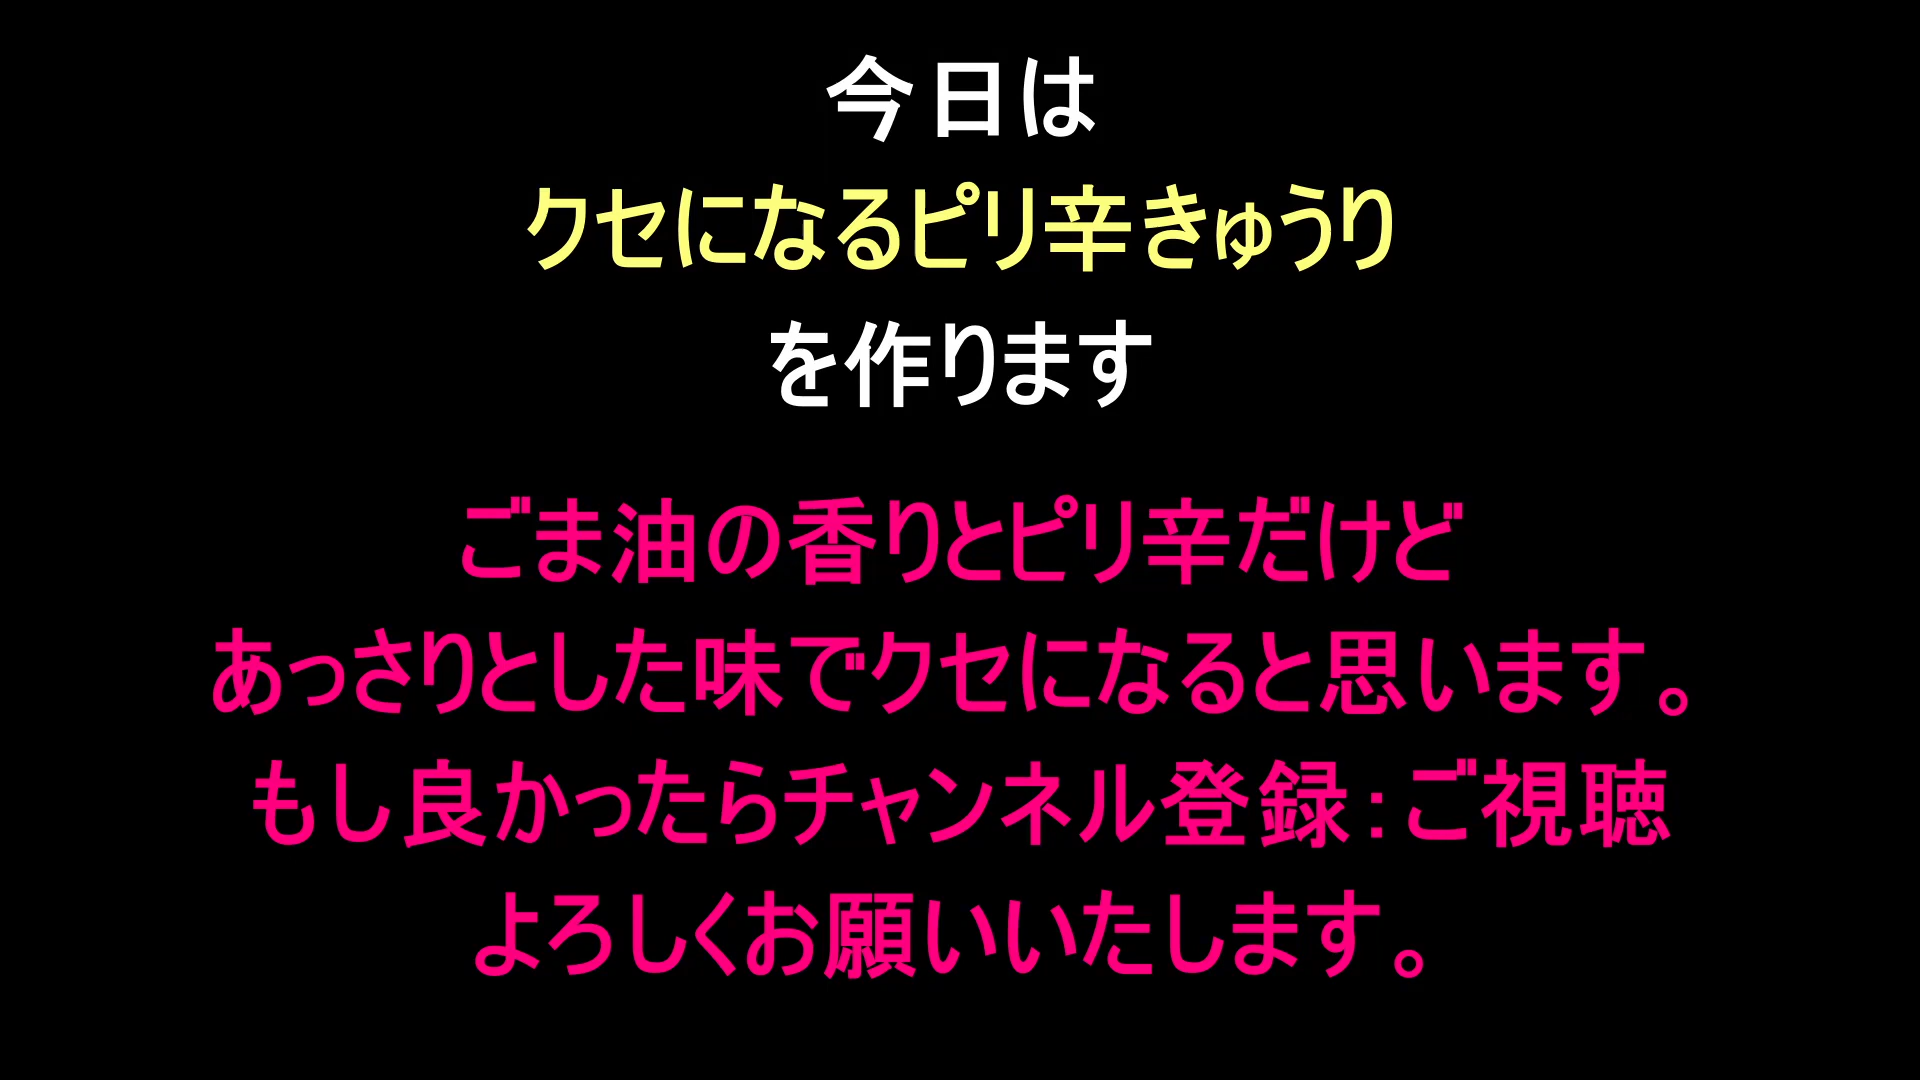 今日は
クセになるピリ辛きゅうり
を作ります
ごま油の香りとピリ辛だけど
あっさりとした味でクセになると思います。
もし良かったらチャンネル登録：ご視聴
よろしくお願いいたします。